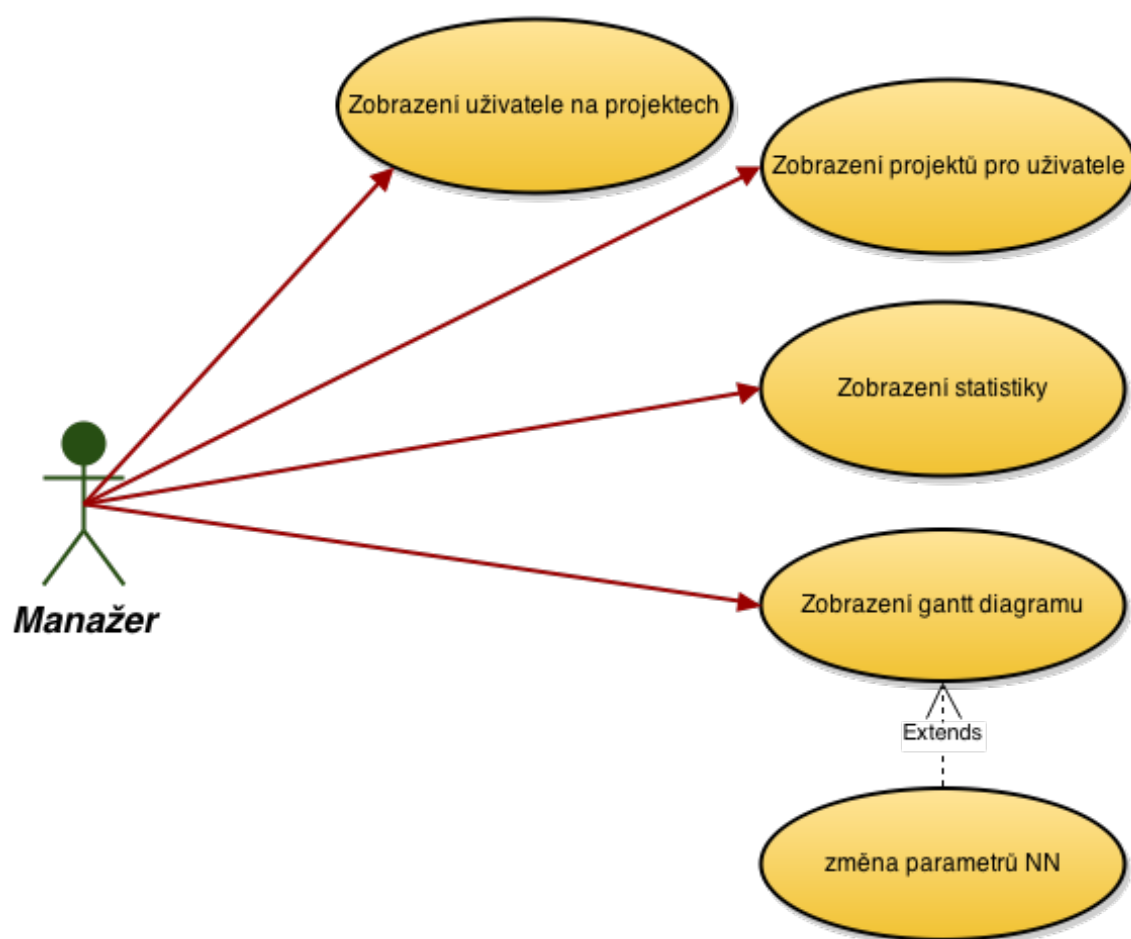 Zobrazení uživatele na projektech
Zobrazení projektů pro uživatele
Zobrazení statistiky
Manažer
Zobrazení gantt diagramu
Extends
změna parametrů NN